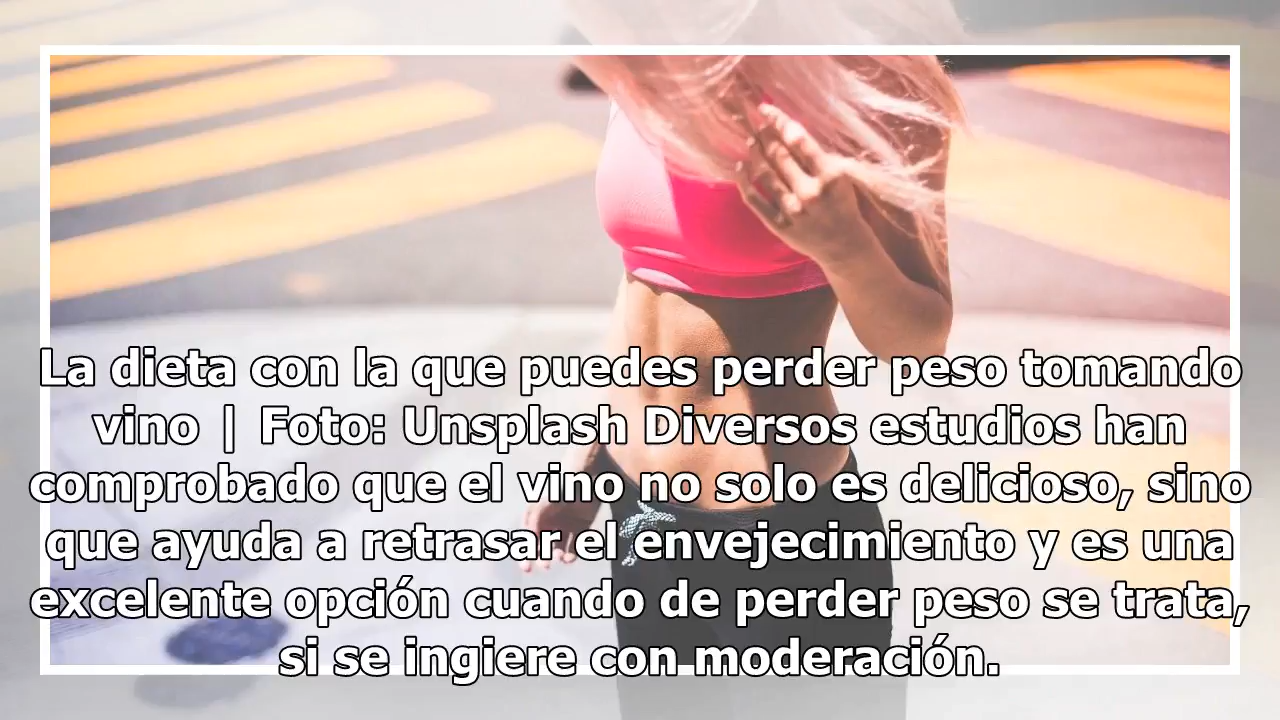 La dieta con la que puedes perder peso tomando
vino | Foto: Unsplash Diversos estudios han
comprobado que el vino no solo es delicioso, sino
que ayuda a retrasar el envejecimiento y es una
excelente opción cuando de perder peso se trata,
si se ingiere con moderación.